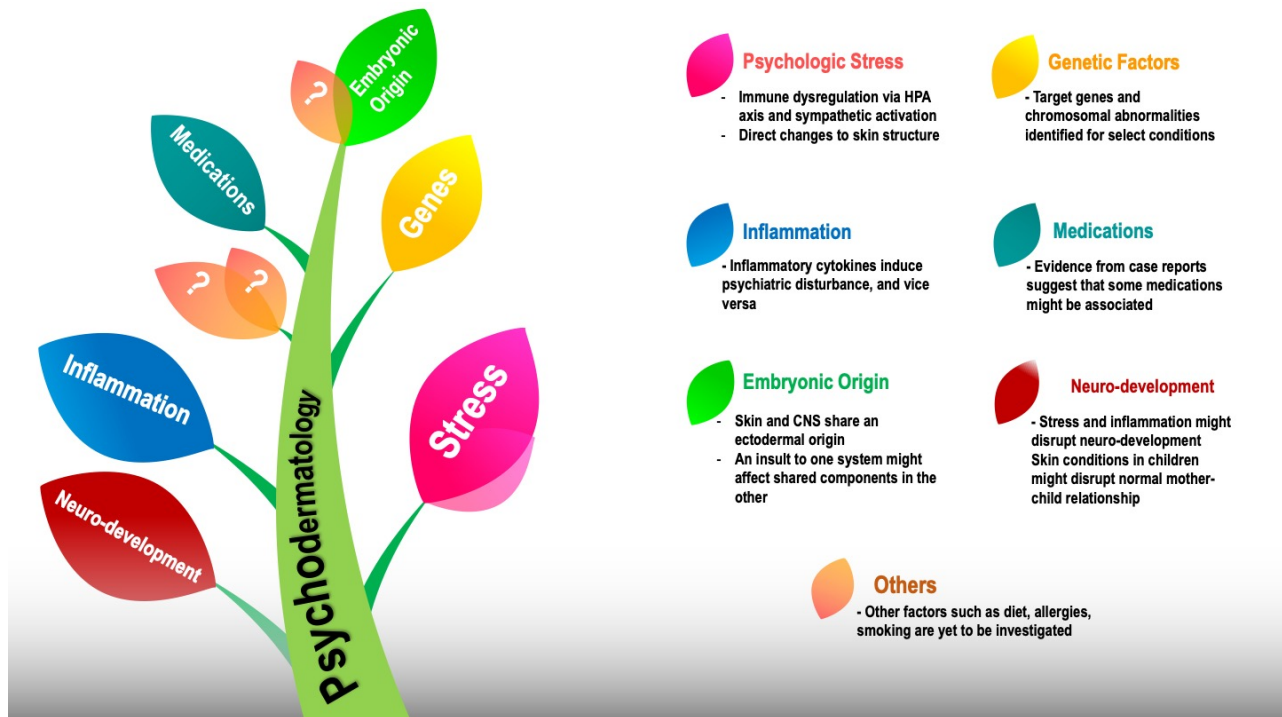 ?
Embryonic
Origin
Medications
Genes
?
?
Inflammation
Stress
Neuro-development
Psychodermatology
Psychologic Stress
- Immune dysregulation via HPA
axis and sympathetic activation
- Direct changes to skin structure
Genetic Factors
- Target genes and
chromosomal abnormalities
identified for select conditions
Inflammation
- Inflammatory cytokines induce
psychiatric disturbance, and vice
versa
Medications
- Evidence from case reports
suggest that some medications
might be associated
Embryonic Origin
- Skin and CNS share an
ectodermal origin
- An insult to one system might
affect shared components in the
other
Neuro-development
- Stress and inflammation might
disrupt neuro-development
Skin conditions in children
might disrupt normal mother-
child relationship
Others
- Other factors such as diet, allergies,
smoking are yet to be investigated